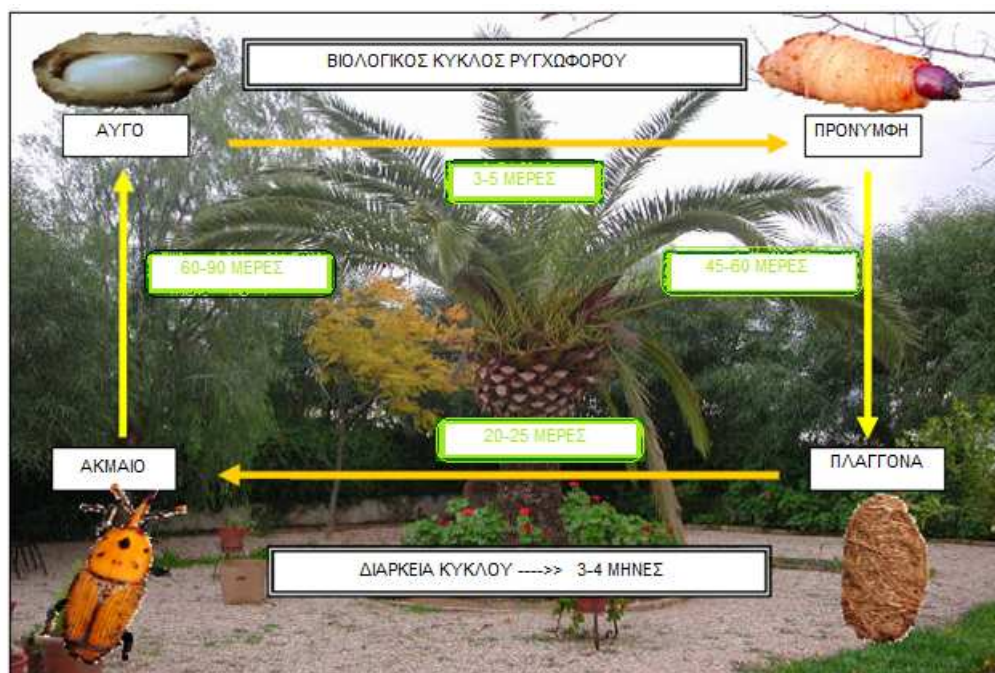 ΒΙΟΛΟΓΙΚΟΣ ΚΥΚΛΟΣ ΡΥΓΧΩΦΟΡΟΥ
ΑΥΓΟ
ΠΡΟΝΥΜΦΗ
3-5 ΜΕΡΕΣ
60-90 ΜΕΡΕΣ
45-60 ΜΕΡΕΣ
20-25 ΜΕΡΕΣ
ΑΚΜΑΙΟ
ΠΛΑΓΓΟΝΑ
ΔΙΑΡΚΕΙΑ ΚΥΚΛΟΥ ---->> 3-4 ΜΗΝΕΣ